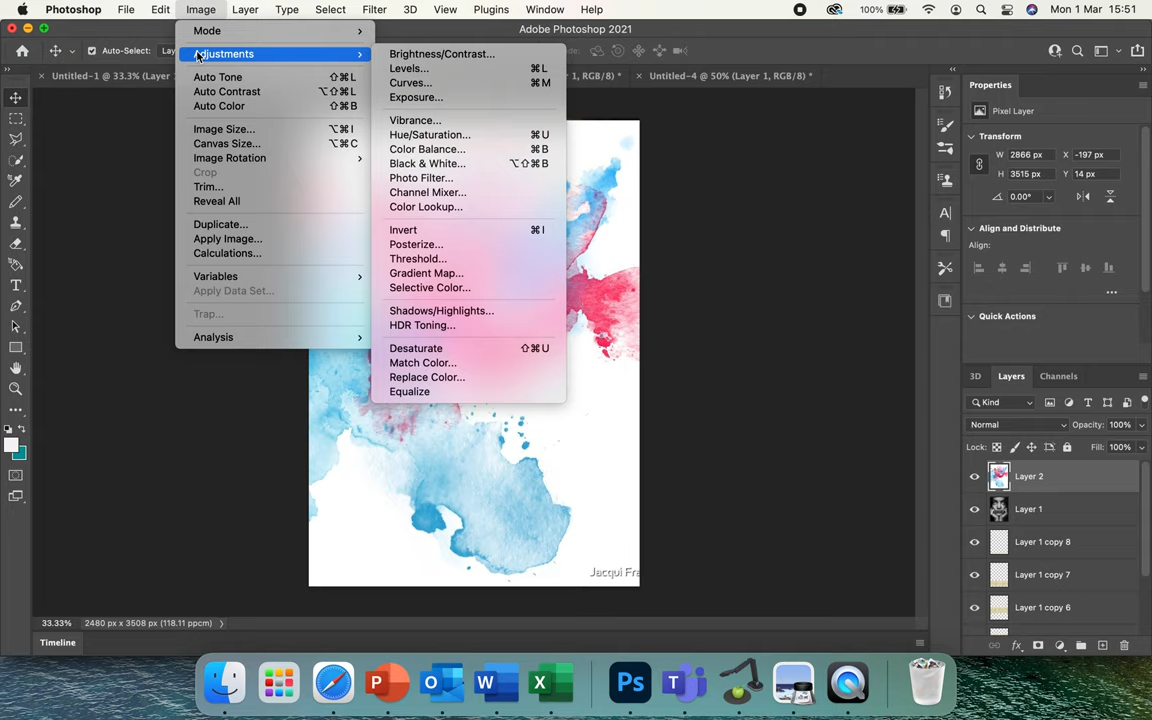 Photoshop File Edit Image Layer Type Select Filter 3D View Plugins Window Help 100% Mon 1 Mar 15:51
Adobe Photoshop 2021
Auto-Select: Lay
Untitled-1 @ 33.3% (Layer 1, RGB/8) * Untitled-4 @ 50% (Layer 1, RGB/8) *
Mode
Adjustments
Auto Tone ⇧⌘L
Auto Contrast ⌥⇧⌘L
Auto Color ⇧⌘B
Image Size... ⌥⌘I
Canvas Size... ⌥⌘C
Image Rotation
Crop
Trim...
Reveal All
Duplicate...
Apply Image...
Calculations...
Variables
Apply Data Set...
Trap...
Analysis
Brightness/Contrast...
Levels... ⌘L
Curves... ⌘M
Exposure...
Vibrance...
Hue/Saturation... ⌘U
Color Balance... ⌘B
Black & White... ⌥⇧⌘B
Photo Filter...
Channel Mixer...
Color Lookup...
Invert ⌘I
Posterize...
Threshold...
Gradient Map...
Selective Color...
Shadows/Highlights...
HDR Toning...
Desaturate ⇧⌘U
Match Color...
Replace Color...
Equalize
Jacqui Fra
Properties
Pixel Layer
Transform
W 2866 px X -197 px
H 3515 px Y 14 px
0.00°
Align and Distribute
Align:
Quick Actions
3D Layers Channels
Kind
Normal Opacity: 100%
Lock: Fill: 100%
Layer 2
Layer 1
Layer 1 copy 8
Layer 1 copy 7
Layer 1 copy 6
33.33% 2480 px x 3508 px (118.11 ppcm)
Timeline